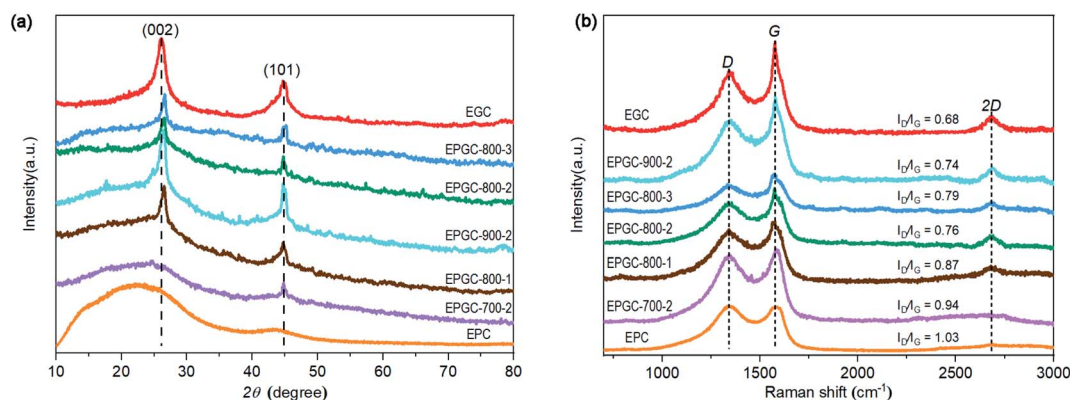 (a)
(002)
(101)
EGC
EPGC-800-3
EPGC-800-2
EPGC-900-2
EPGC-800-1
EPGC-700-2
EPC
Intensity(a.u.)
10 20 30 40 50 60 70 80
2θ (degree)
(b)
G
D
2D
EGC
I_D/I_G = 0.68
EPGC-900-2
I_D/I_G = 0.74
EPGC-800-3
I_D/I_G = 0.79
EPGC-800-2
I_D/I_G = 0.76
EPGC-800-1
I_D/I_G = 0.87
EPGC-700-2
I_D/I_G = 0.94
EPC
I_D/I_G = 1.03
Intensity(a.u.)
1000 1500 2000 2500 3000
Raman shift (cm⁻¹)